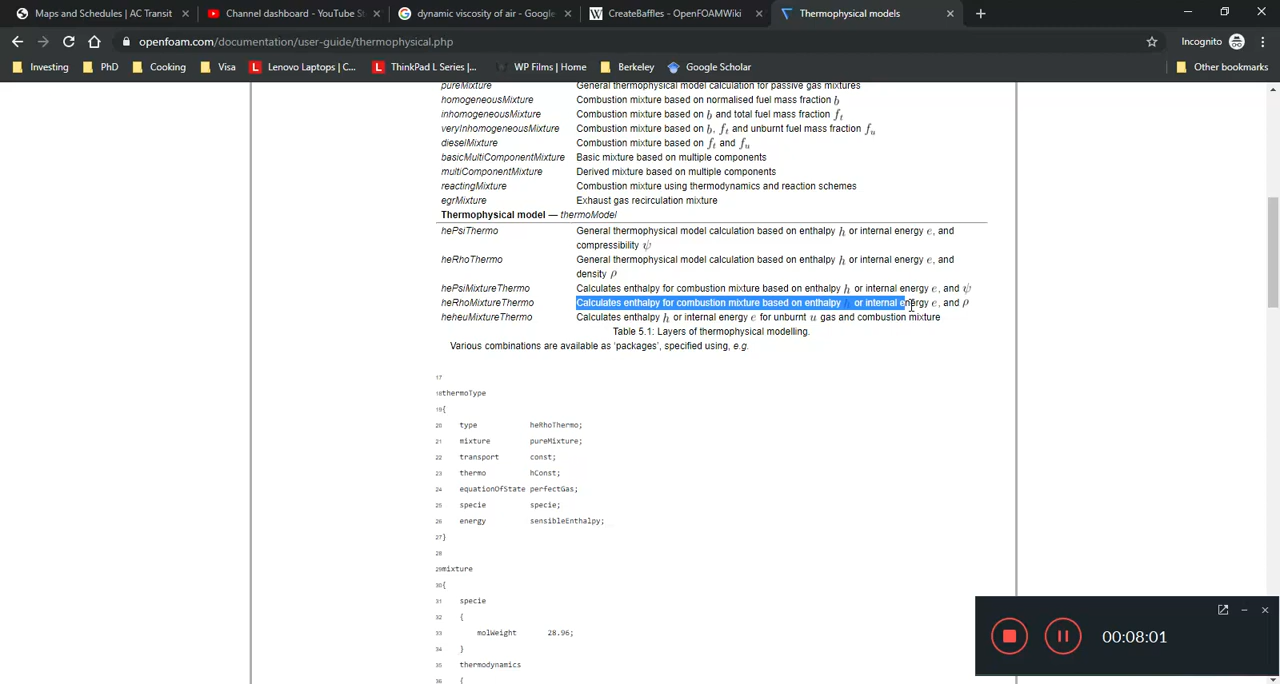 Maps and Schedules | AC Transit
Channel dashboard - YouTube St
dynamic viscosity of air - Google
CreateBaffles - OpenFOAMWiki
Thermophysical models
openfoam.com/documentation/user-guide/thermophysical.php
Incognito
Investing
PhD
Cooking
Visa
Lenovo Laptops | C...
ThinkPad L Series |...
WP Films | Home
Berkeley
Google Scholar
Other bookmarks
pureMixture General thermophysical model calculation for passive gas mixtures
homogeneousMixture Combustion mixture based on normalised fuel mass fraction b
inhomogeneousMixture Combustion mixture based on b and total fuel mass fraction f_t
veryInhomogeneousMixture Combustion mixture based on b, f_t and unburnt fuel mass fraction f_u
dieselMixture Combustion mixture based on f_t and f_u
basicMultiComponentMixture Basic mixture based on multiple components
multiComponentMixture Derived mixture based on multiple components
reactingMixture Combustion mixture using thermodynamics and reaction schemes
egrMixture Exhaust gas recirculation mixture
Thermophysical model — thermoModel
hePsiThermo General thermophysical model calculation based on enthalpy h or internal energy e, and
compressibility ψ
heRhoThermo General thermophysical model calculation based on enthalpy h or internal energy e, and
density ρ
hePsiMixtureThermo Calculates enthalpy for combustion mixture based on enthalpy h or internal energy e, and ψ
heRhoMixtureThermo Calculates enthalpy for combustion mixture based on enthalpy h or internal energy e, and ρ
heheuMixtureThermo Calculates enthalpy h or internal energy e for unburnt u gas and combustion mixture
Table 5.1: Layers of thermophysical modelling.
Various combinations are available as ‘packages’, specified using, e.g.
17
18thermoType
19{
20 type heRhoThermo;
21 mixture pureMixture;
22 transport const;
23 thermo hConst;
24 equationOfState perfectGas;
25 specie specie;
26 energy sensibleEnthalpy;
27}
28
29mixture
30{
31 specie
32 {
33 molWeight 28.96;
34 }
35 thermodynamics
36 {
00:08:01